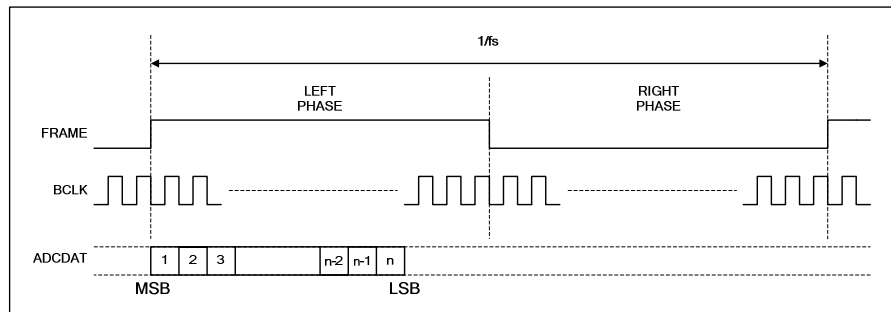 1/fs
LEFT
PHASE
RIGHT
PHASE
FRAME
BCLK
ADCDAT
1 2 3 n-2 n-1 n
MSB LSB